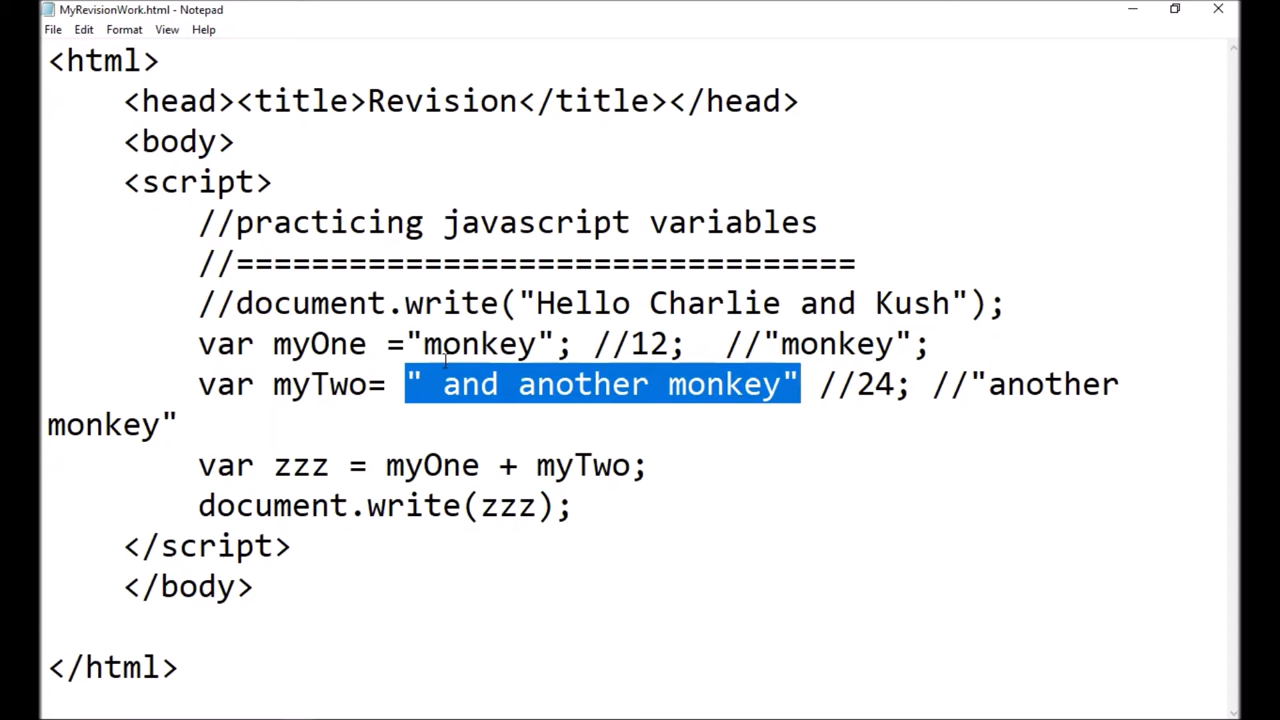 MyRevisionWork.html - Notepad
File Edit Format View Help
<html>
<head><title>Revision</title></head>
<body>
<script>
//practicing javascript variables
//=================================
//document.write("Hello Charlie and Kush");
var myOne ="monkey"; //12; //"monkey";
var myTwo= " and another monkey" //24; //"another
monkey"
var zzz = myOne + myTwo;
document.write(zzz);
</script>
</body>
</html>